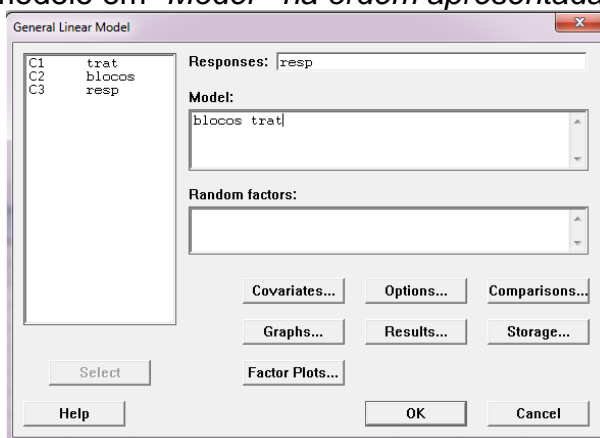 modelo em "Model" na ordem apresentada
General Linear Model
C1 trat
C2 blocos
C3 resp
Responses: resp
Model:
blocos trat
Random factors:
Covariates... Options... Comparisons...
Graphs... Results... Storage...
Select Factor Plots...
Help OK Cancel